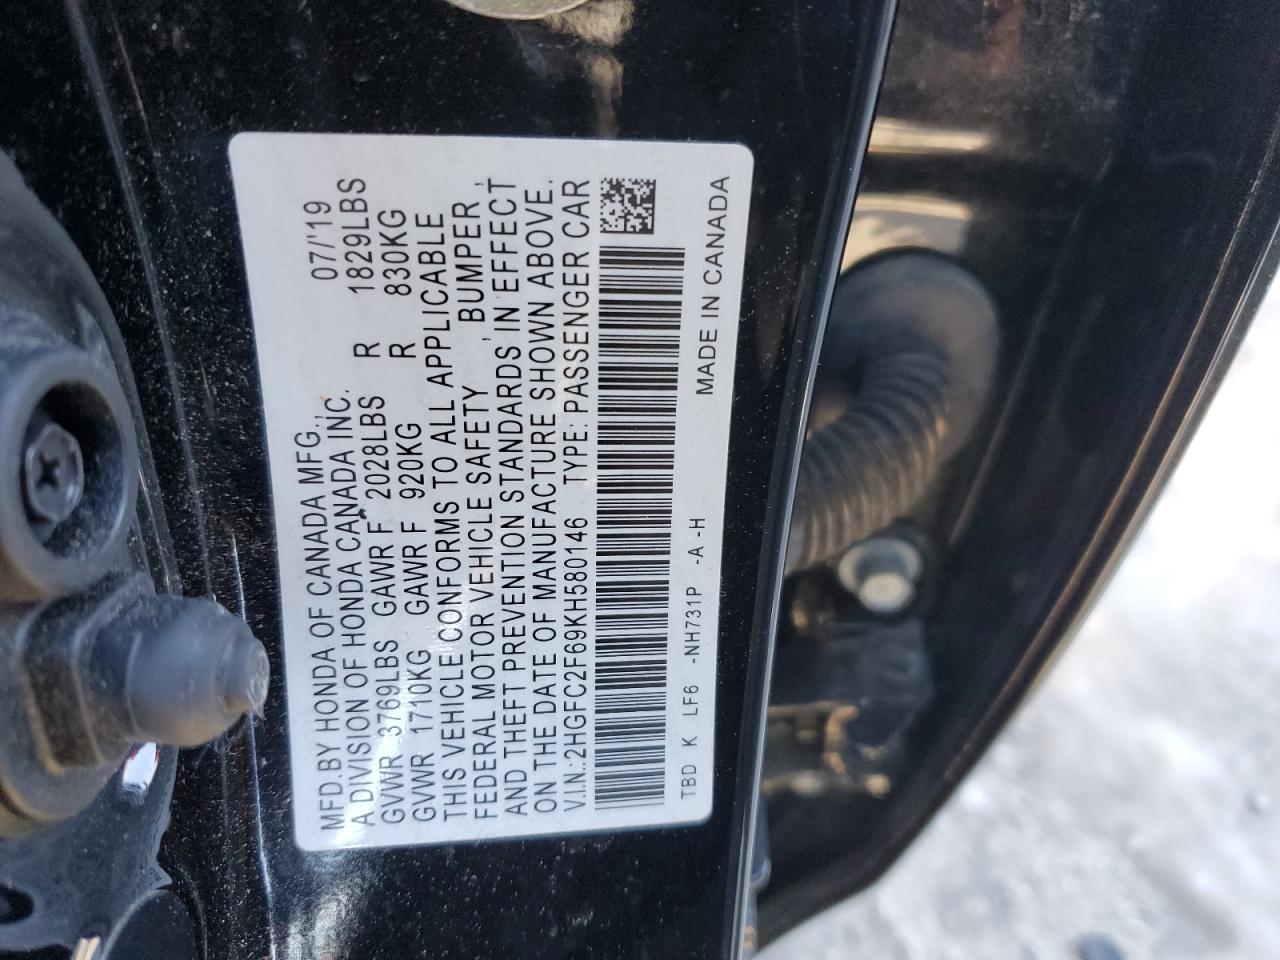 MFD.BY HONDA OF CANADA MFG., 07/'19
A DIVISION OF HONDA CANADA INC.
GVWR 3769LBS GAWR F 2028LBS R 1829LBS
GVWR 1710KG GAWR F 920KG R 830KG
THIS VEHICLE CONFORMS TO ALL APPLICABLE
FEDERAL MOTOR VEHICLE SAFETY , BUMPER ,
AND THEFT PREVENTION STANDARDS IN EFFECT
ON THE DATE OF MANUFACTURE SHOWN ABOVE.
V.I.N.:2HGFC2F69KH580146 TYPE: PASSENGER CAR
TBD K LF6 -NH731P -A -H MADE IN CANADA